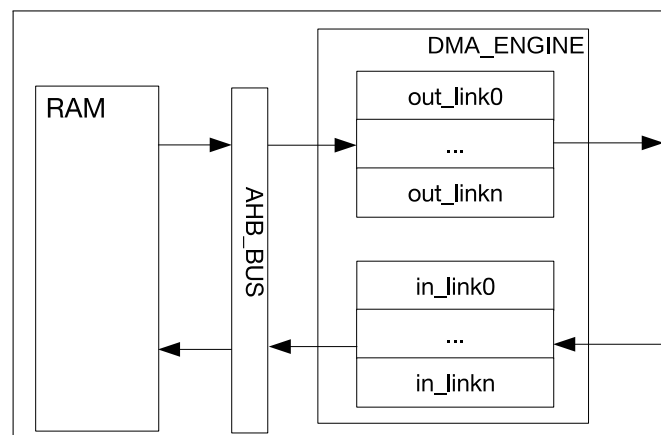 DMA_ENGINE
RAM
out_link0
...
out_linkn
AHB_BUS
in_link0
...
in_linkn